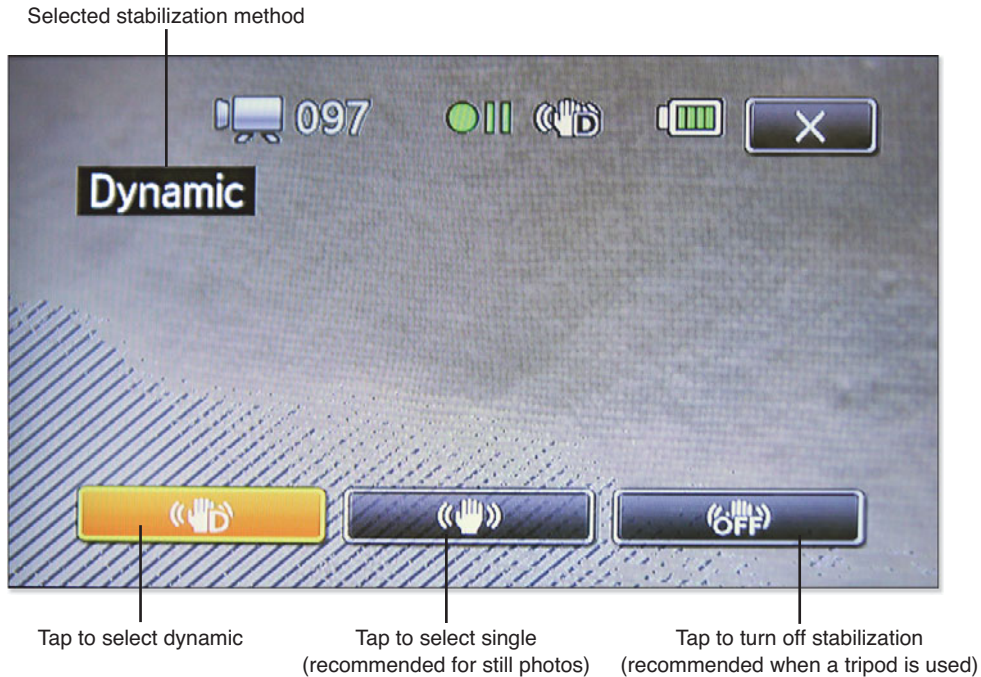 Selected stabilization method
097
D
Dynamic
D
OFF
Tap to select dynamic
Tap to select single
(recommended for still photos)
Tap to turn off stabilization
(recommended when a tripod is used)